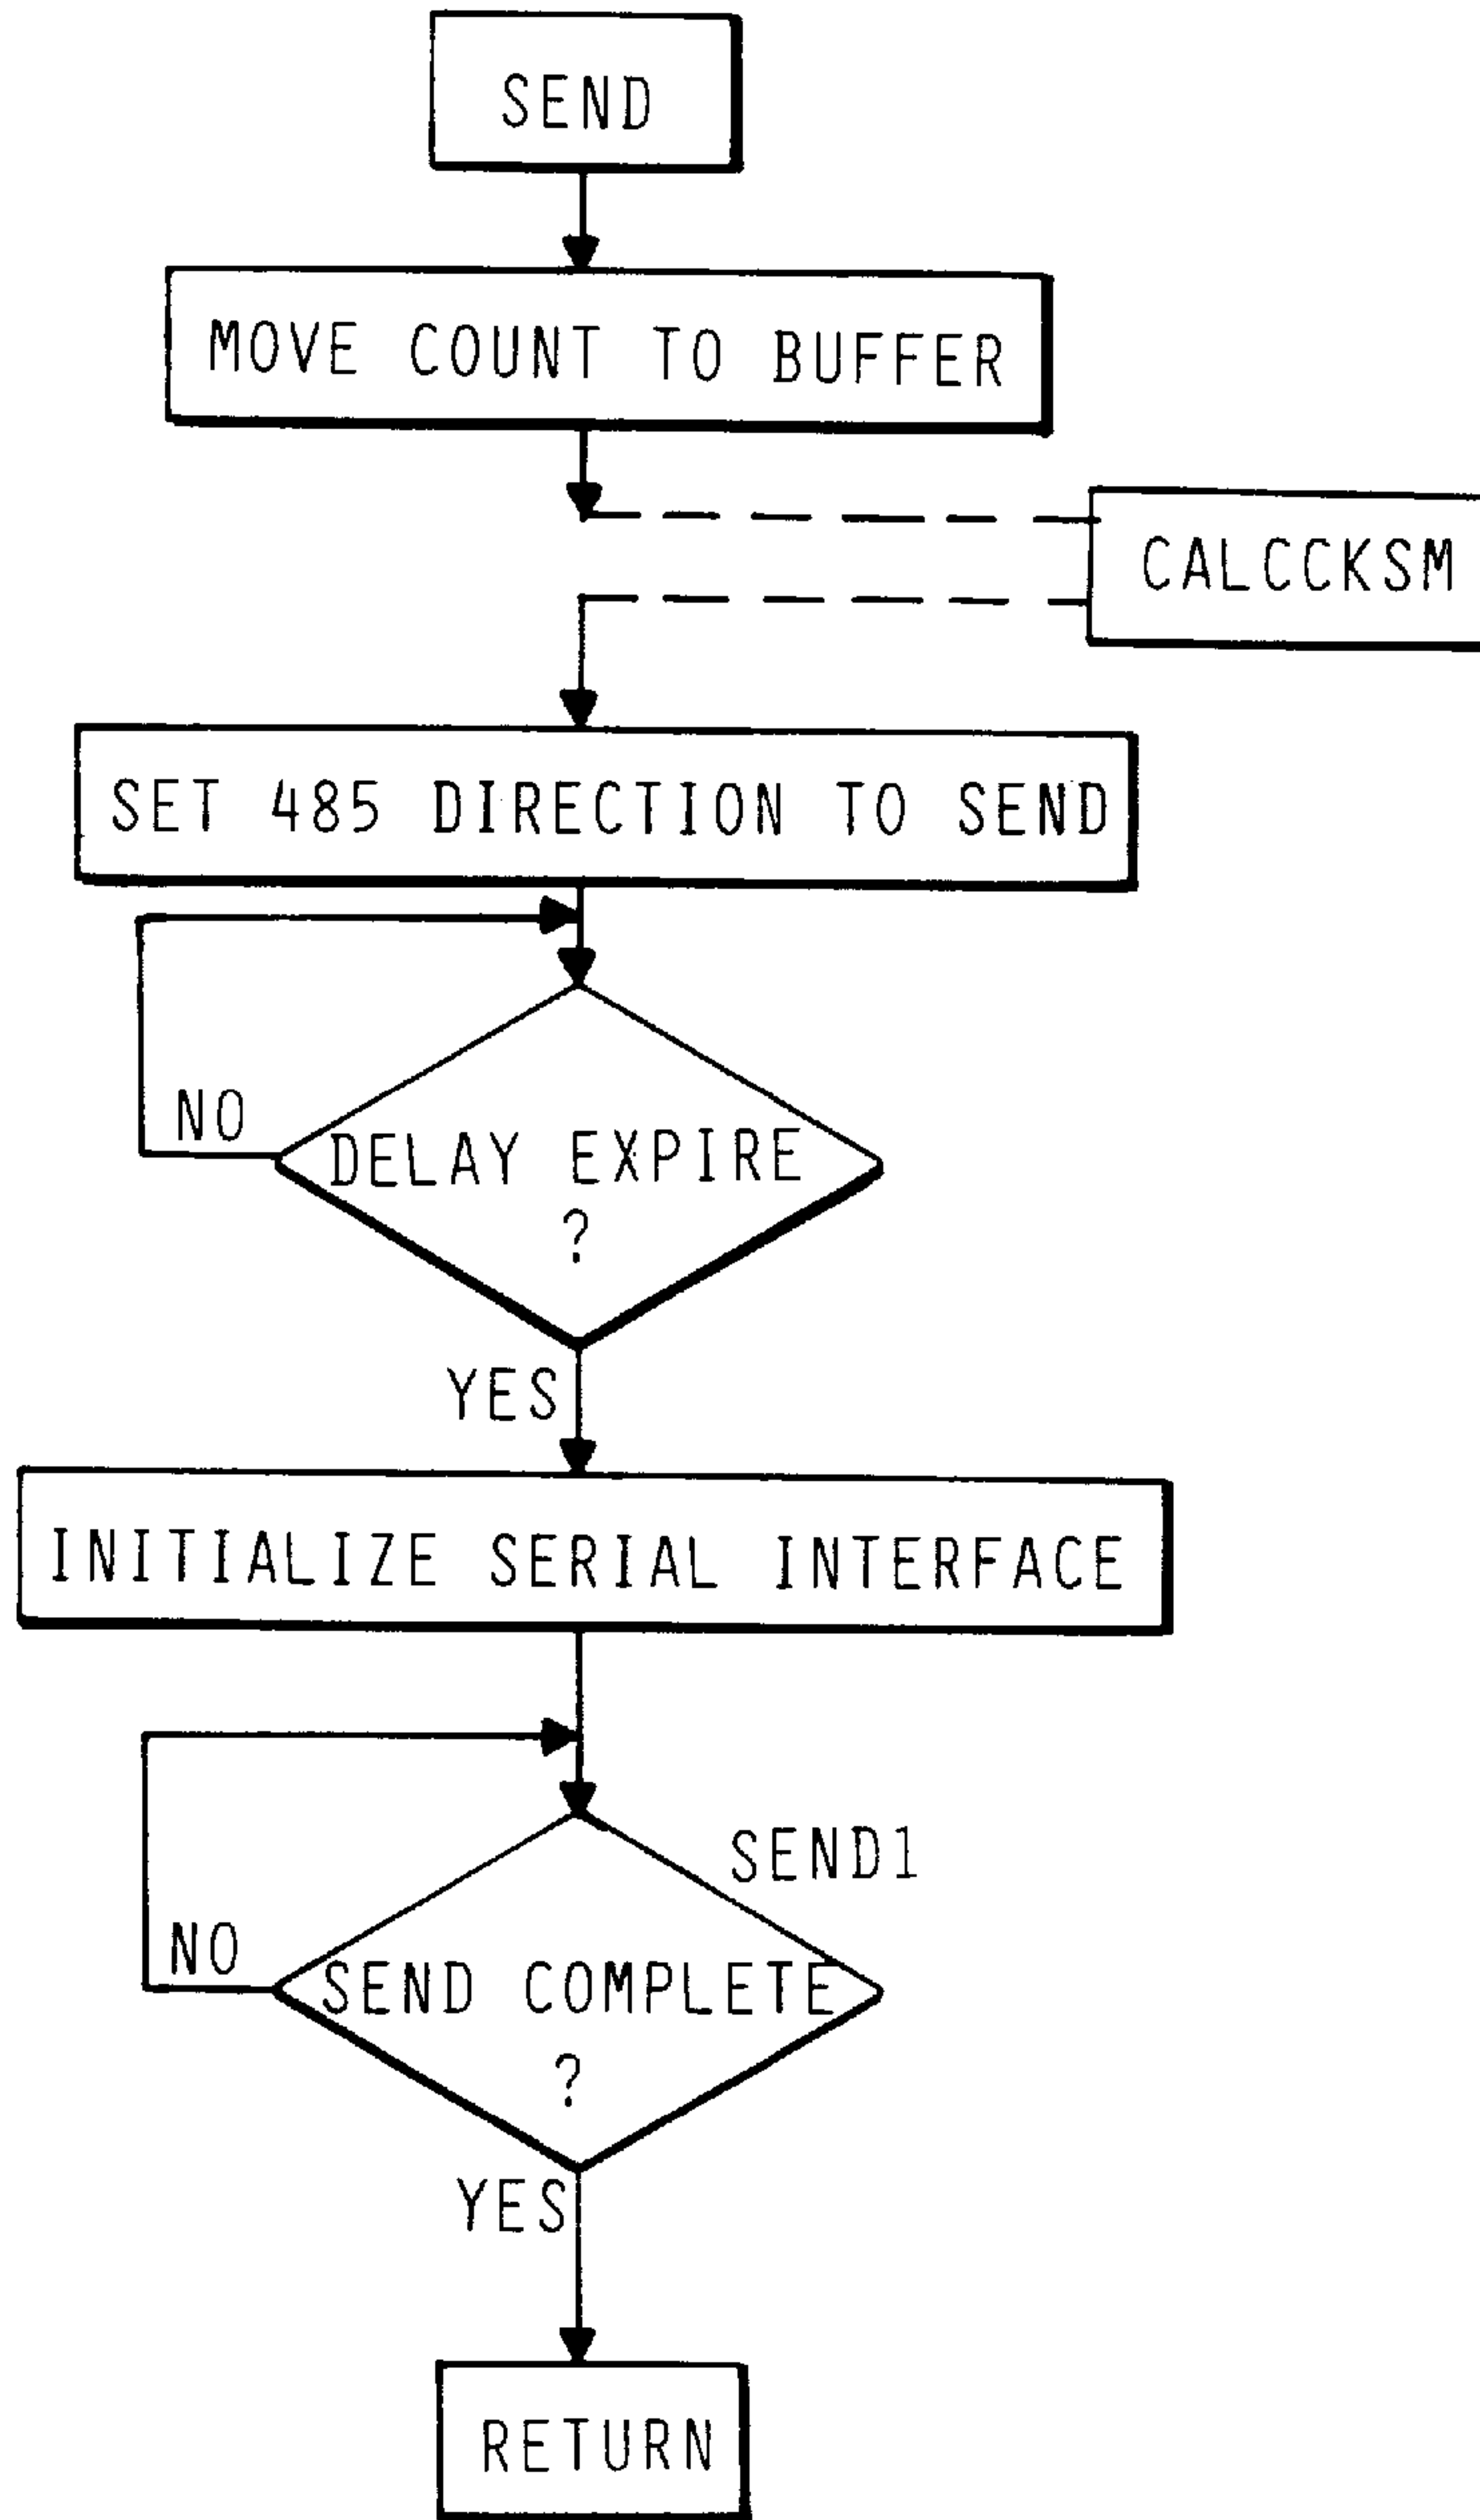 SEND
MOVE COUNT TO BUFFER
CALCCKSM
SET 485 DIRECTION TO SEND
NO
DELAY EXPIRE
?
YES
INITIALIZE SERIAL INTERFACE
SEND1
NO
SEND COMPLETE
?
YES
RETURN